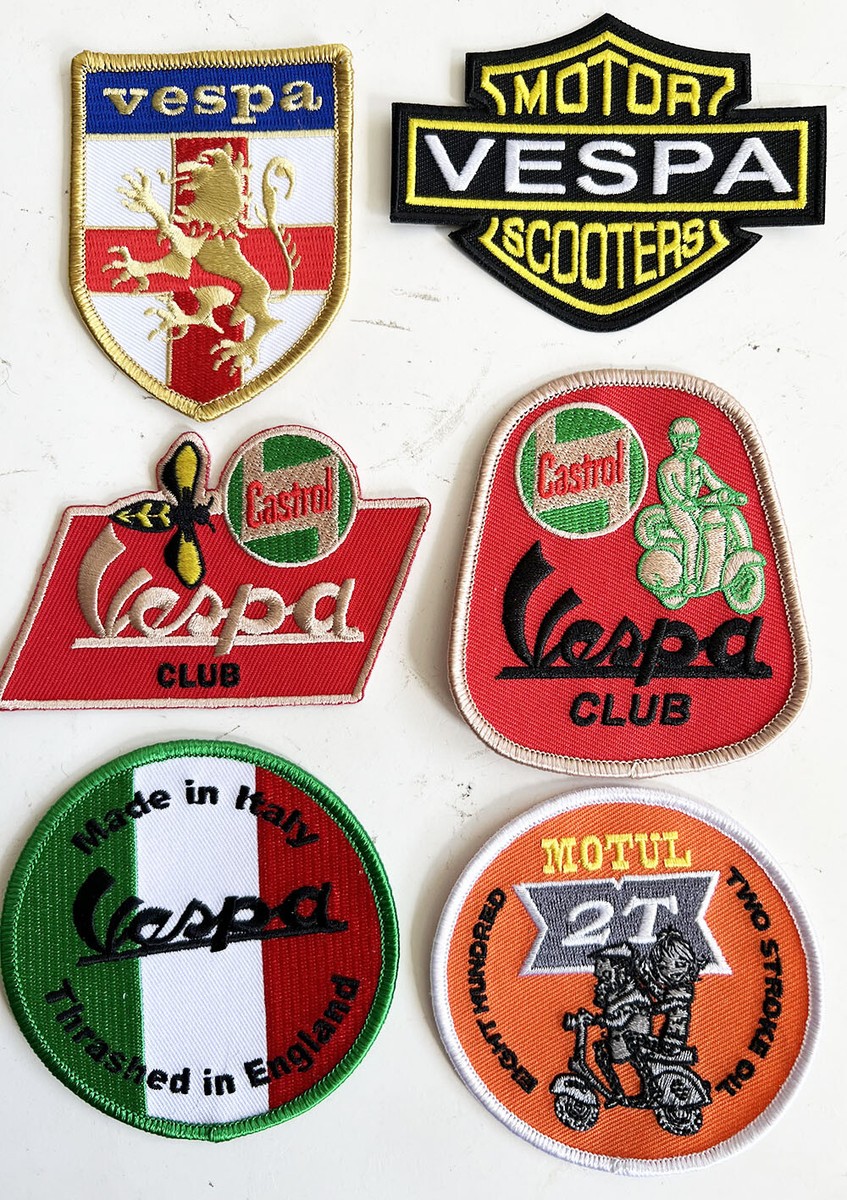 vespa
MOTOR
VESPA
SCOOTERS
Castrol
Vespa
CLUB
Castrol
Vespa
CLUB
Made in Italy
Vespa
Thrashed in England
MOTUL
2T
EIGHT HUNDRED
TWO STROKE OIL